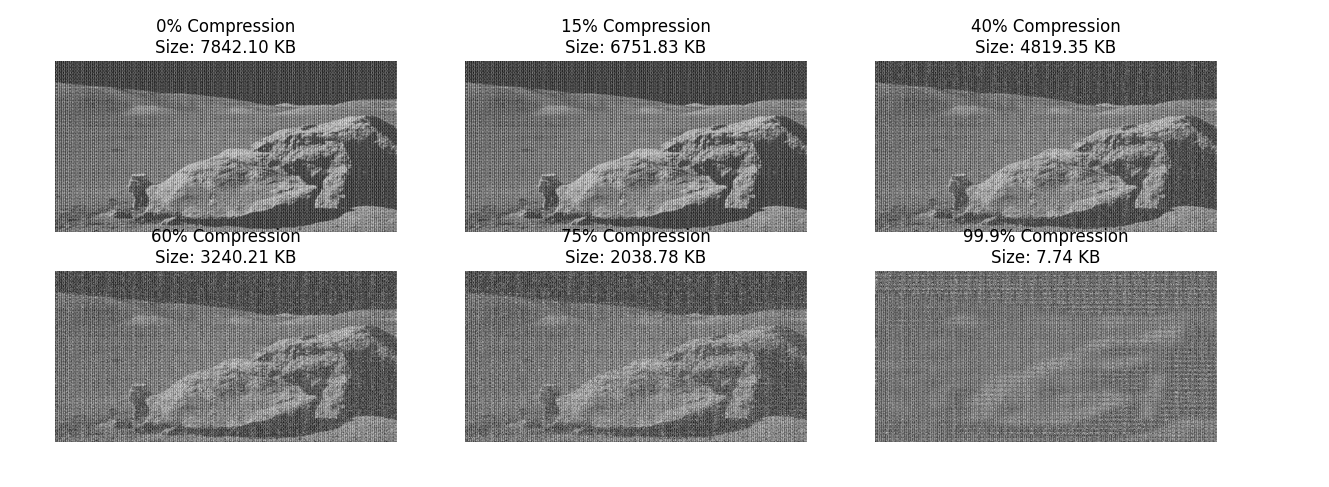 0% Compression
Size: 7842.10 KB
15% Compression
Size: 6751.83 KB
40% Compression
Size: 4819.35 KB
60% Compression
Size: 3240.21 KB
75% Compression
Size: 2038.78 KB
99.9% Compression
Size: 7.74 KB